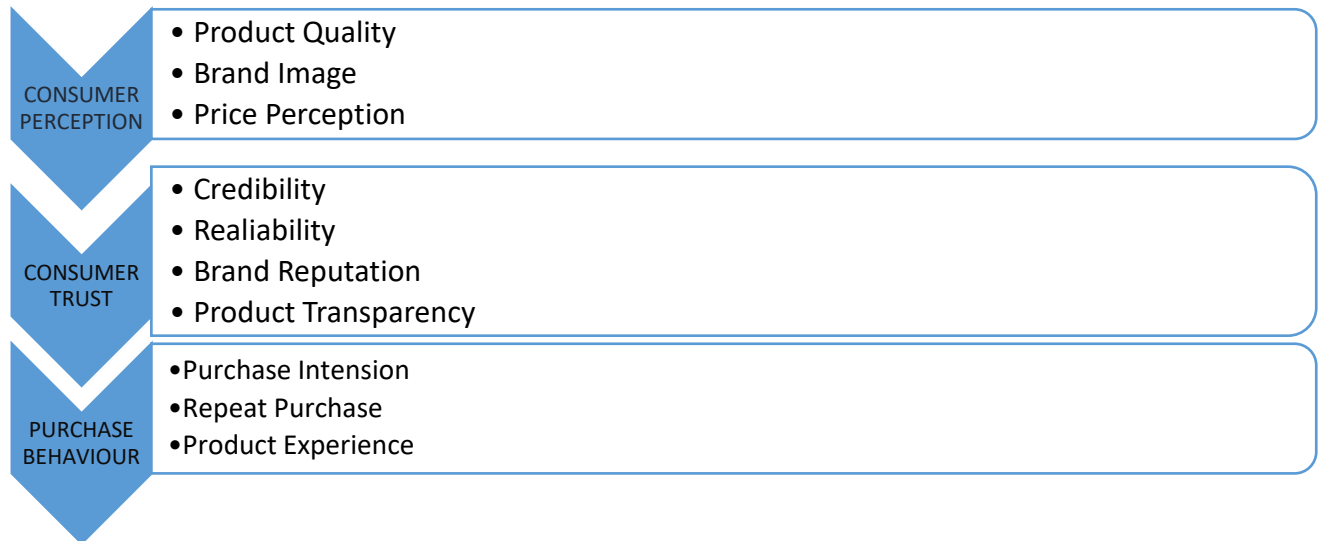 CONSUMER
PERCEPTION
• Product Quality
• Brand Image
• Price Perception
CONSUMER
TRUST
• Credibility
• Realiability
• Brand Reputation
• Product Transparency
PURCHASE
BEHAVIOUR
•Purchase Intension
•Repeat Purchase
•Product Experience